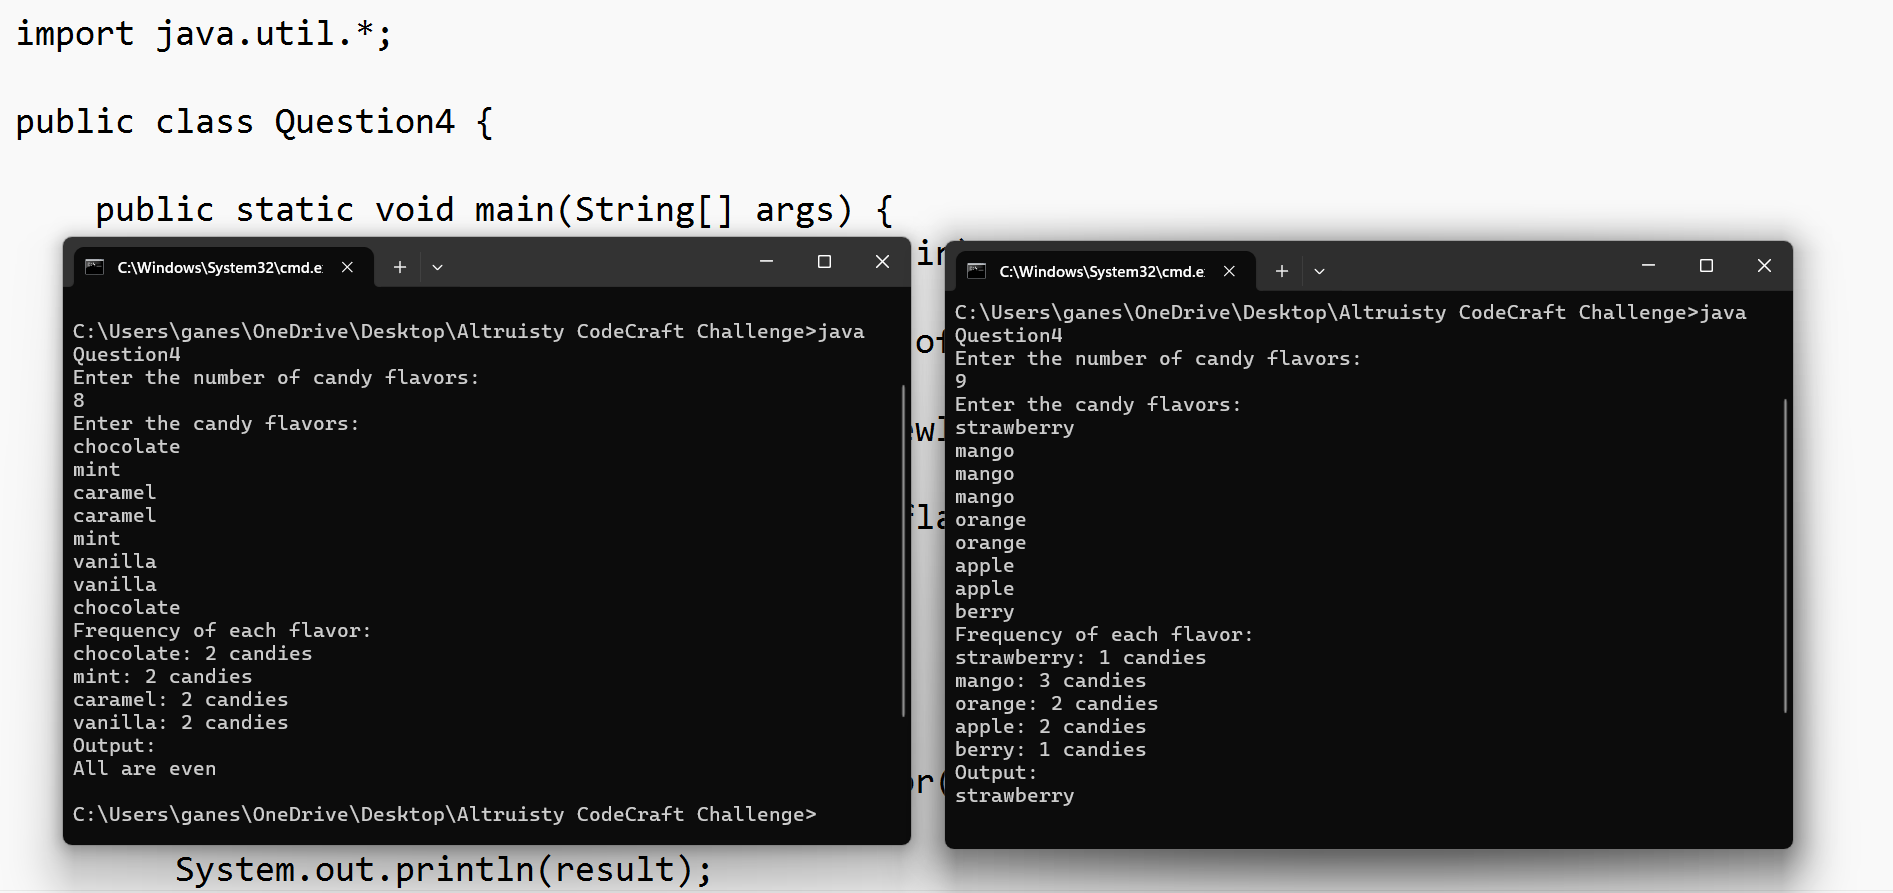 import java.util.*;
public class Question4 {
public static void main(String[] args) {
C:\Windows\System32\cmd.e
C:\Users\ganes\OneDrive\Desktop\Altruisty CodeCraft Challenge>java
Question4
Enter the number of candy flavors:
8
Enter the candy flavors:
chocolate
mint
caramel
caramel
mint
vanilla
vanilla
chocolate
Frequency of each flavor:
chocolate: 2 candies
mint: 2 candies
caramel: 2 candies
vanilla: 2 candies
Output:
All are even
C:\Users\ganes\OneDrive\Desktop\Altruisty CodeCraft Challenge>
C:\Windows\System32\cmd.e
C:\Users\ganes\OneDrive\Desktop\Altruisty CodeCraft Challenge>java
Question4
Enter the number of candy flavors:
9
Enter the candy flavors:
strawberry
mango
mango
mango
orange
orange
apple
apple
berry
Frequency of each flavor:
strawberry: 1 candies
mango: 3 candies
orange: 2 candies
apple: 2 candies
berry: 1 candies
Output:
strawberry
System.out.println(result);